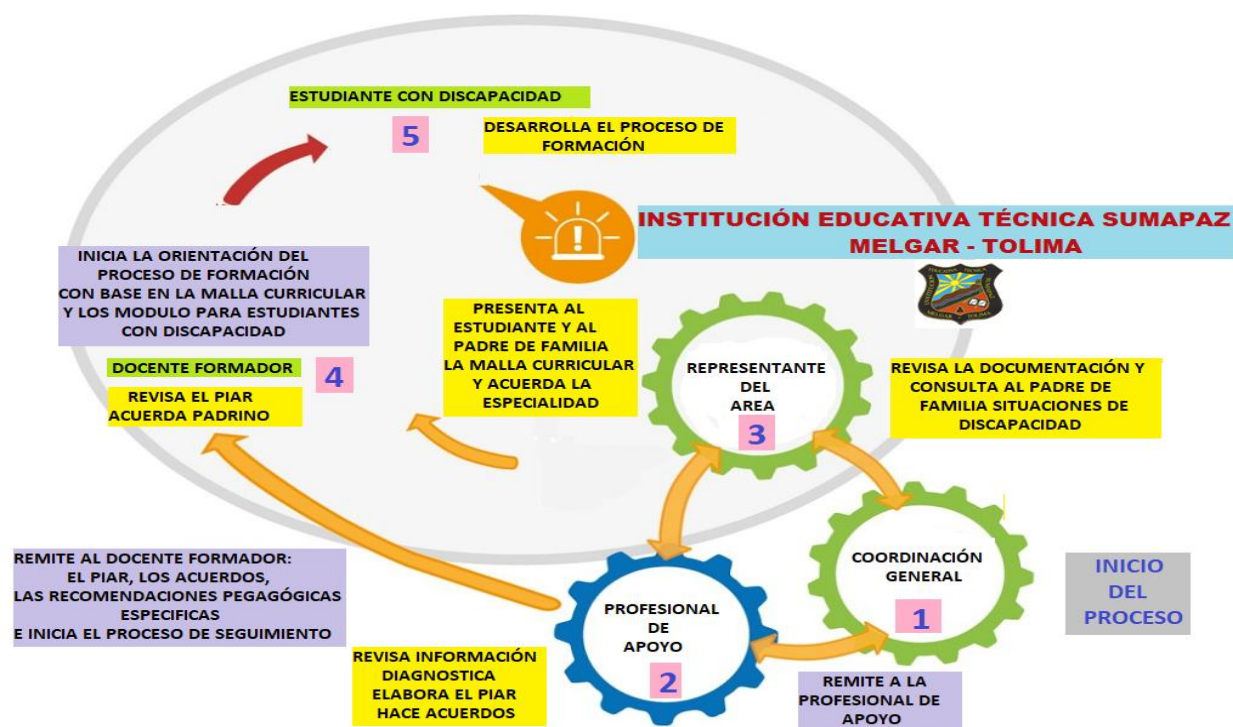 ESTUDIANTE CON DISCAPACIDAD
5
DESARROLLA EL PROCESO DE
FORMACIÓN
INSTITUCIÓN EDUCATIVA TÉCNICA SUMAPAZ
MELGAR - TOLIMA
INICIA LA ORIENTACIÓN DEL
PROCESO DE FORMACIÓN
CON BASE EN LA MALLA CURRICULAR
Y LOS MODULO PARA ESTUDIANTES
CON DISCAPACIDAD
DOCENTE FORMADOR
4
REVISA EL PIAR
ACUERDA PADRINO
PRESENTA AL
ESTUDIANTE Y AL
PADRE DE FAMILIA
LA MALLA CURRICULAR
Y ACUERDA LA
ESPECIALIDAD
REPRESENTANTE
DEL
AREA
3
REVISA LA DOCUMENTACIÓN Y
CONSULTA AL PADRE DE
FAMILIA SITUACIONES DE
DISCAPACIDAD
MELGAR TOLIMA
REMITE AL DOCENTE FORMADOR:
EL PIAR, LOS ACUERDOS,
LAS RECOMENDACIONES PEGAGÓGICAS
ESPECIFICAS
E INICIA EL PROCESO DE SEGUIMIENTO
COORDINACIÓN
GENERAL
1
INICIO
DEL
PROCESO
PROFESIONAL
DE
APOYO
2
REVISA INFORMACIÓN
DIAGNOSTICA
ELABORA EL PIAR
HACE ACUERDOS
REMITE A LA
PROFESIONAL DE
APOYO